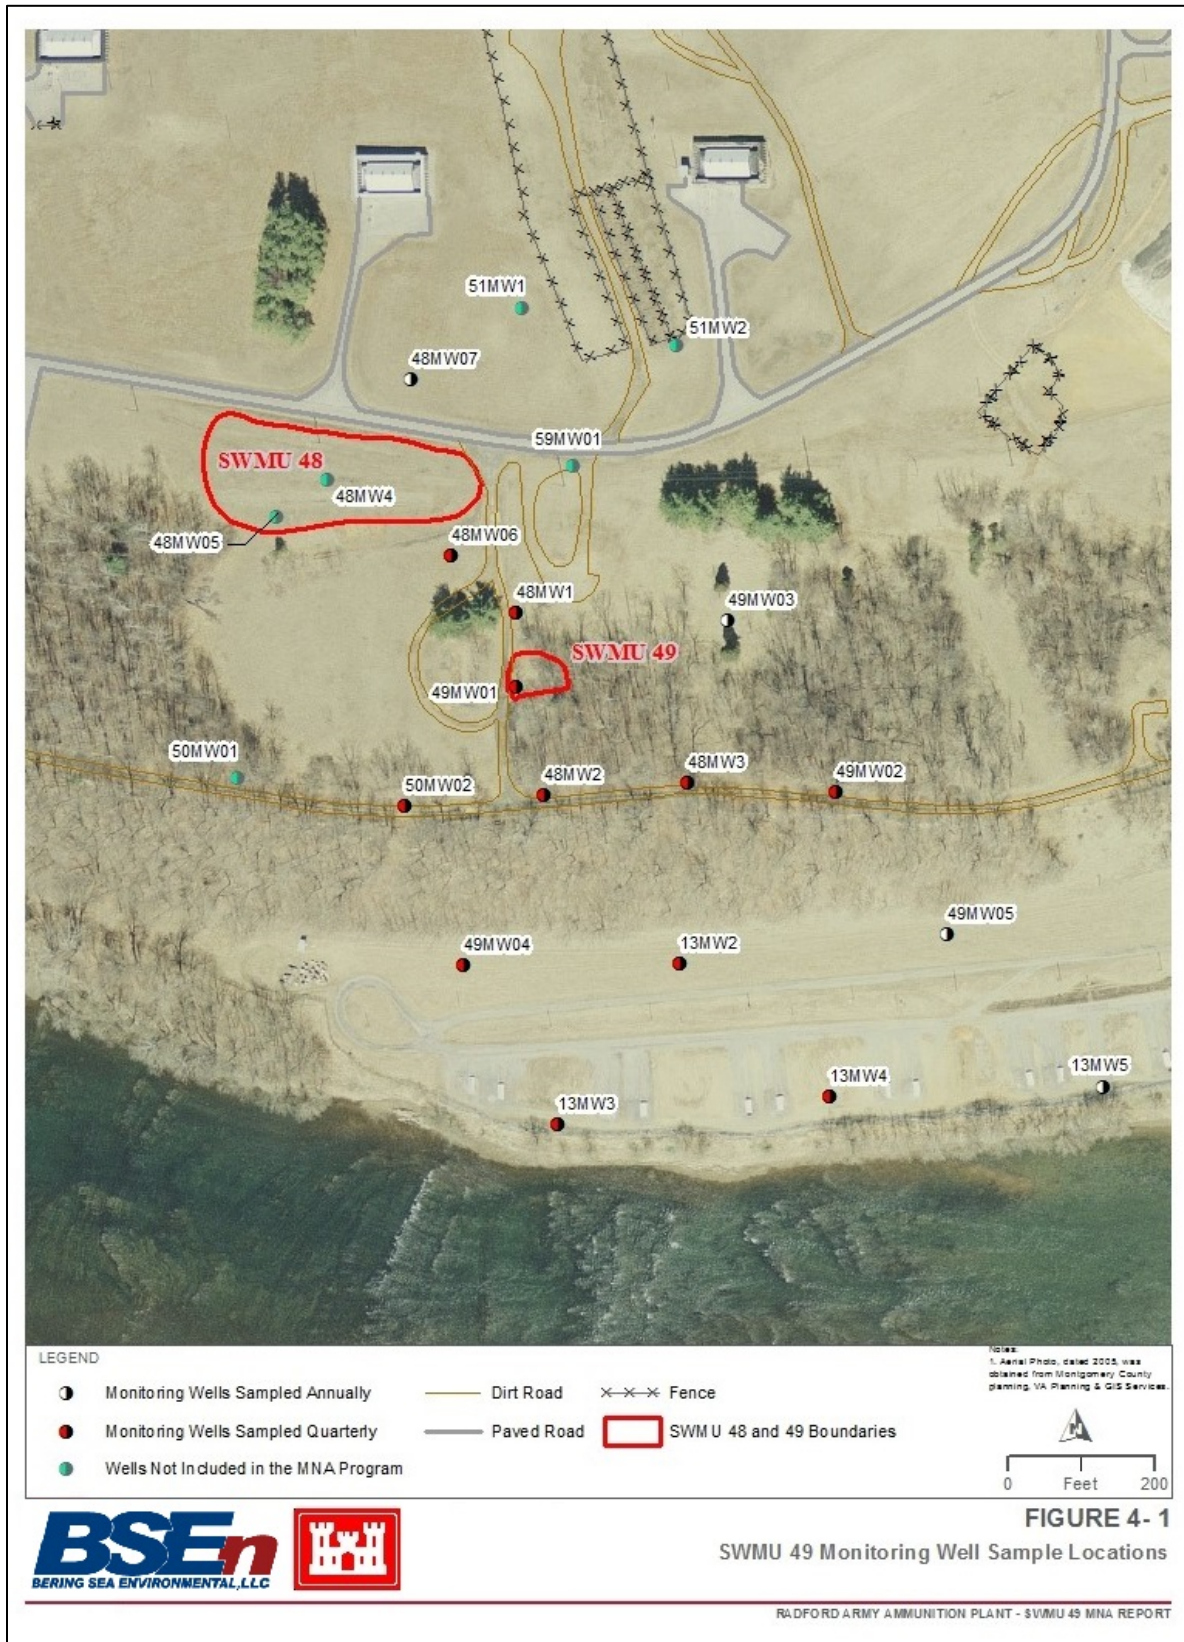 51MW1
51MW2
48MW07
59MW01
SWMU 48
48MW4
48MW05
48MW06
48MW1
49MW03
SWMU 49
49MW01
50MW01
50MW02
48MW2
48MW3
49MW02
49MW05
49MW04
13MW2
13MW5
13MW4
13MW3
LEGEND
Monitoring Wells Sampled Annually
Monitoring Wells Sampled Quarterly
Wells Not Included in the MNA Program
Dirt Road
Paved Road
Fence
SWMU 48 and 49 Boundaries
Notes:
1. Aerial Photo, dated 2005, was
obtained from Montgomery County
planning, VA Planning & GIS Services.
N
0 Feet 200
BSEn
BERING SEA ENVIRONMENTAL,LLC
FIGURE 4- 1
SWMU 49 Monitoring Well Sample Locations
RADFORD ARMY AMMUNITION PLANT - SWMU 49 MNA REPORT